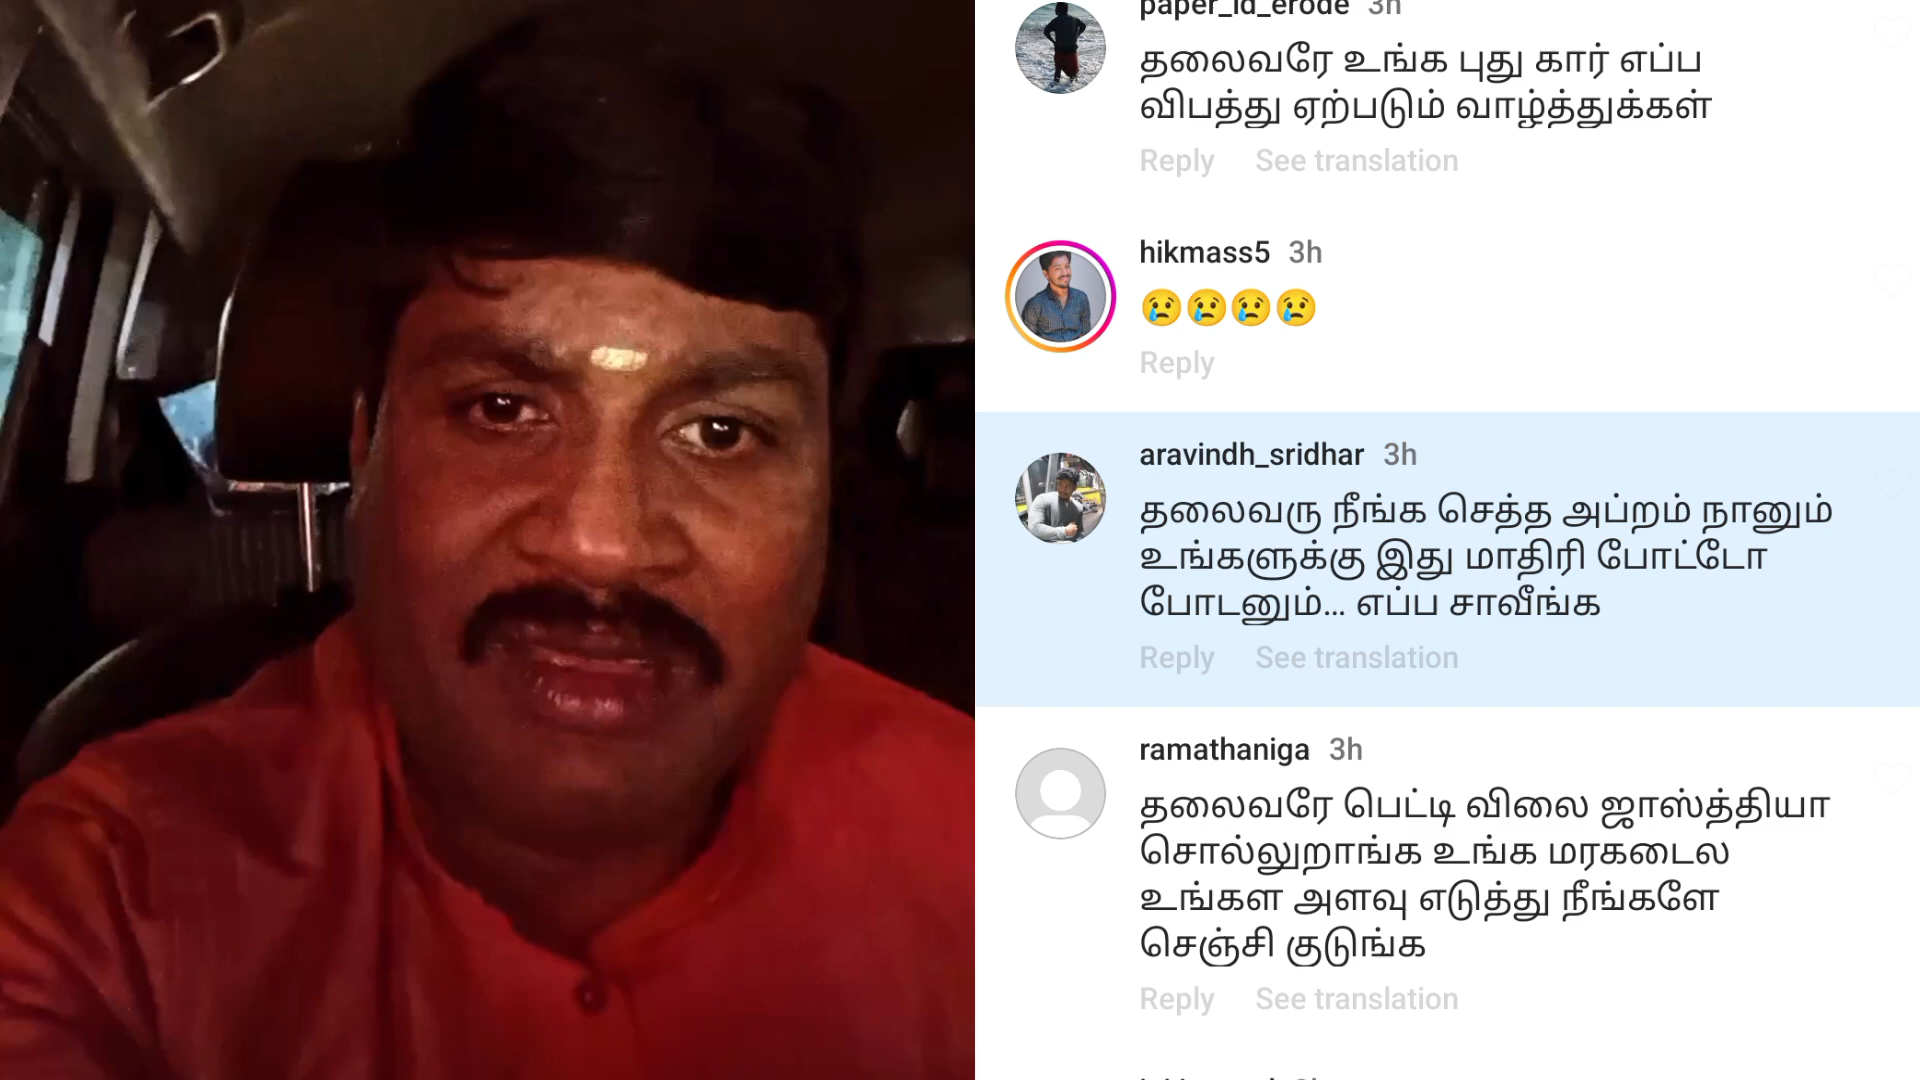 paper_id_erode 3h
தலைவரே உங்க புது கார் எப்ப
விபத்து ஏற்படும் வாழ்த்துக்கள்
Reply See translation
hikmass5 3h
😢😢😢😢
Reply
aravindh_sridhar 3h
தலைவரு நீங்க செத்த அப்றம் நானும்
உங்களுக்கு இது மாதிரி போட்டோ
போடனும்... எப்ப சாவீங்க
Reply See translation
ramathaniga 3h
தலைவரே பெட்டி விலை ஜாஸ்த்தியா
சொல்லுறாங்க உங்க மரகடைல
உங்கள அளவு எடுத்து நீங்களே
செஞ்சி குடுங்க
Reply See translation